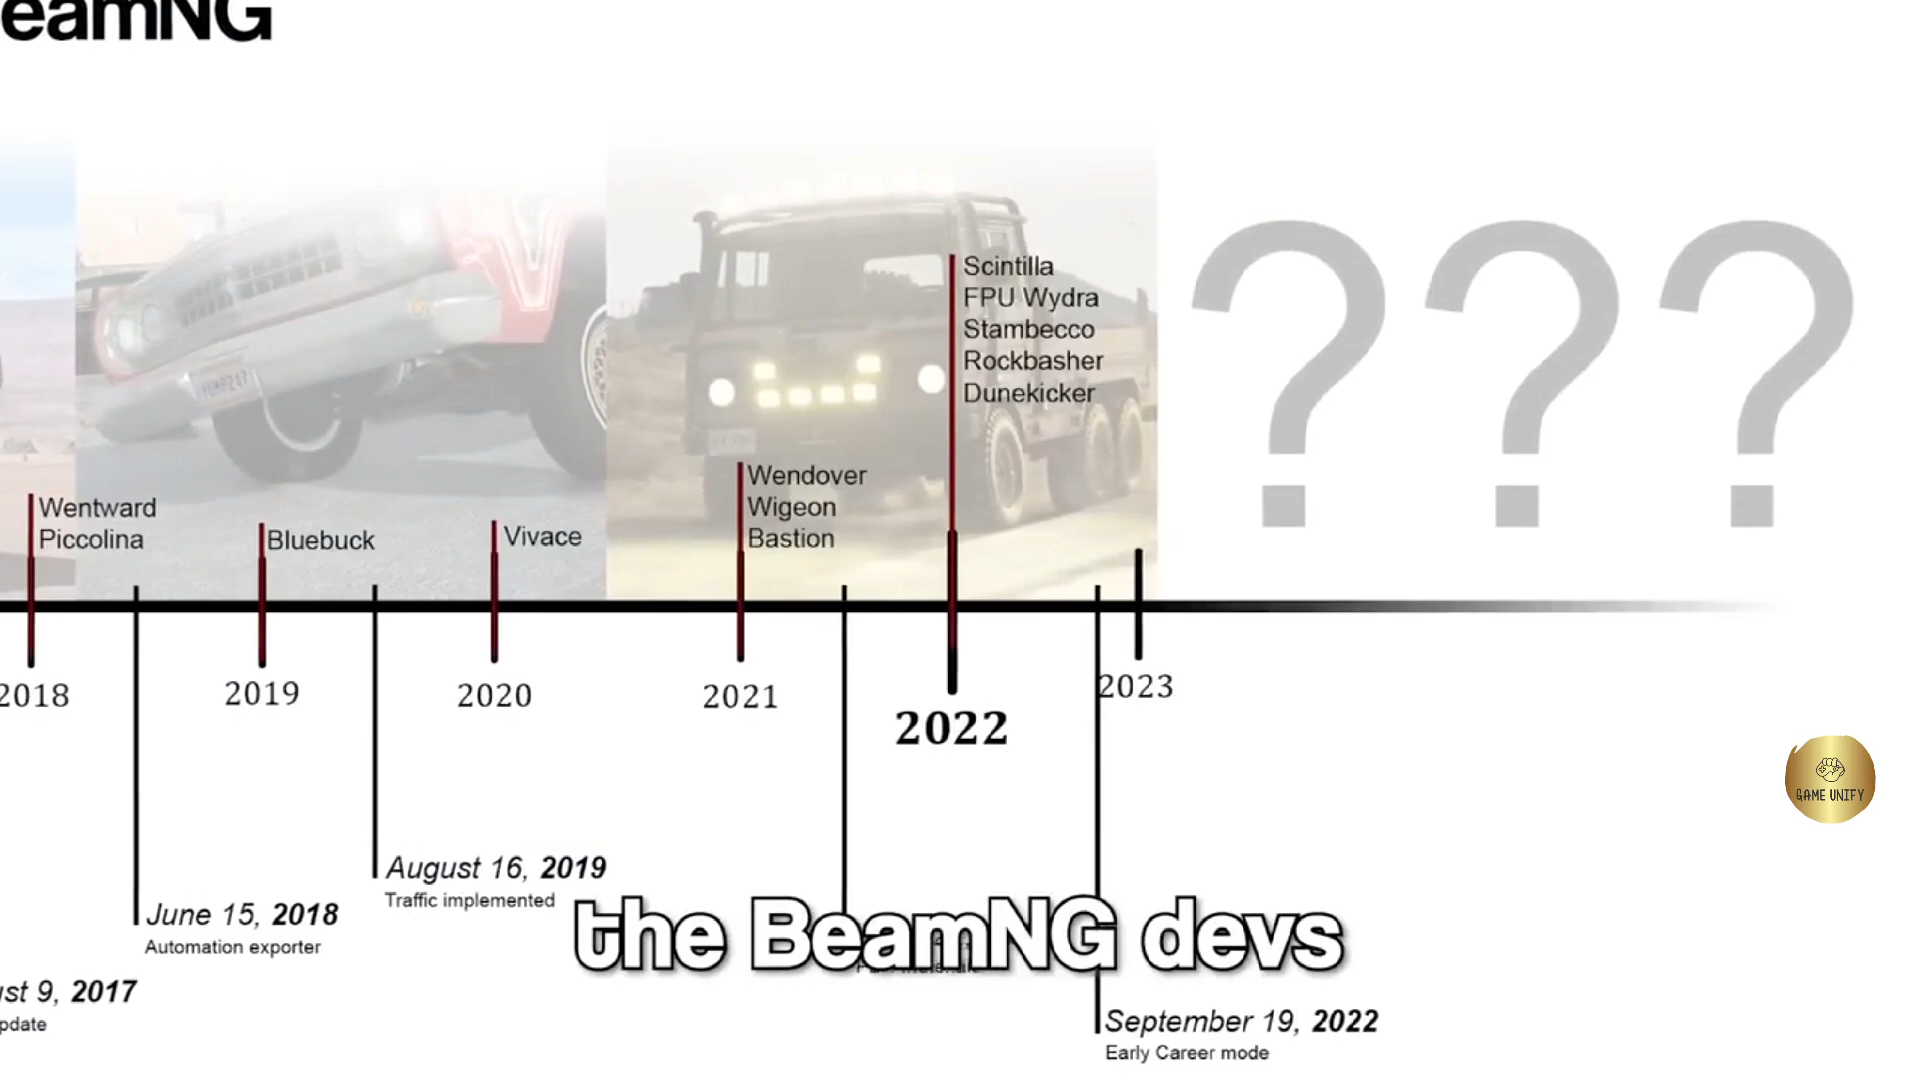 eamNG
Scintilla
FPU Wydra
Stambecco
Rockbasher
Dunekicker
Wendover
Wigeon
Bastion
Wentward
Piccolina
Bluebuck
Vivace
2018
2019
2020
2021
2022
2023
GAME UNIFY
August 16, 2019
Traffic implemented
June 15, 2018
Automation exporter
the BeamNG devs
ust 9, 2017
pdate
September 19, 2022
Early Career mode